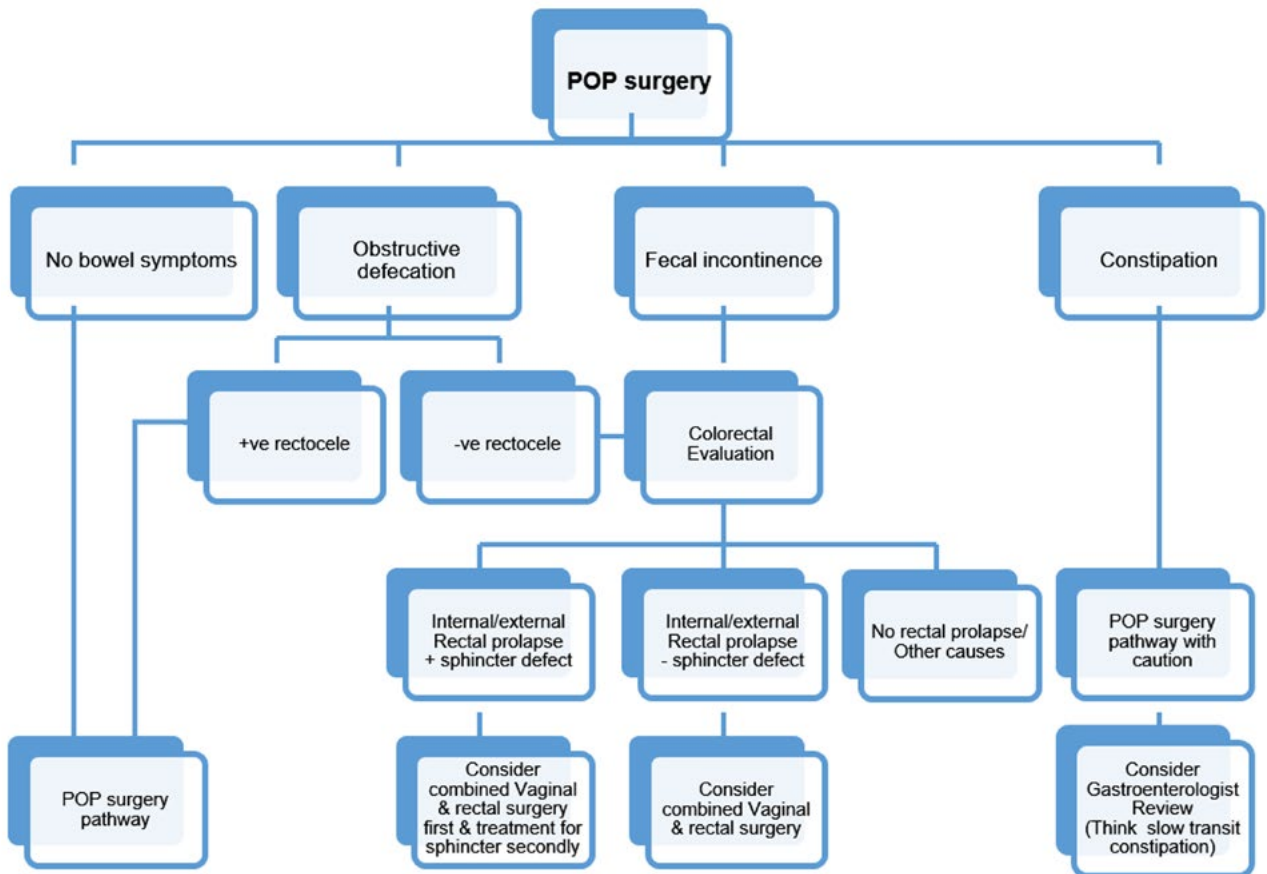 POP surgery
No bowel symptoms
Obstructive
defecation
Fecal incontinence
Constipation
+ve rectocele
-ve rectocele
Colorectal
Evaluation
Internal/external
Rectal prolapse
+ sphincter defect
Internal/external
Rectal prolapse
- sphincter defect
No rectal prolapse/
Other causes
POP surgery
pathway with
caution
POP surgery
pathway
Consider
combined Vaginal
& rectal surgery
first & treatment for
sphincter secondly
Consider
combined Vaginal
& rectal surgery
Consider
Gastroenterologist
Review
(Think slow transit
constipation)